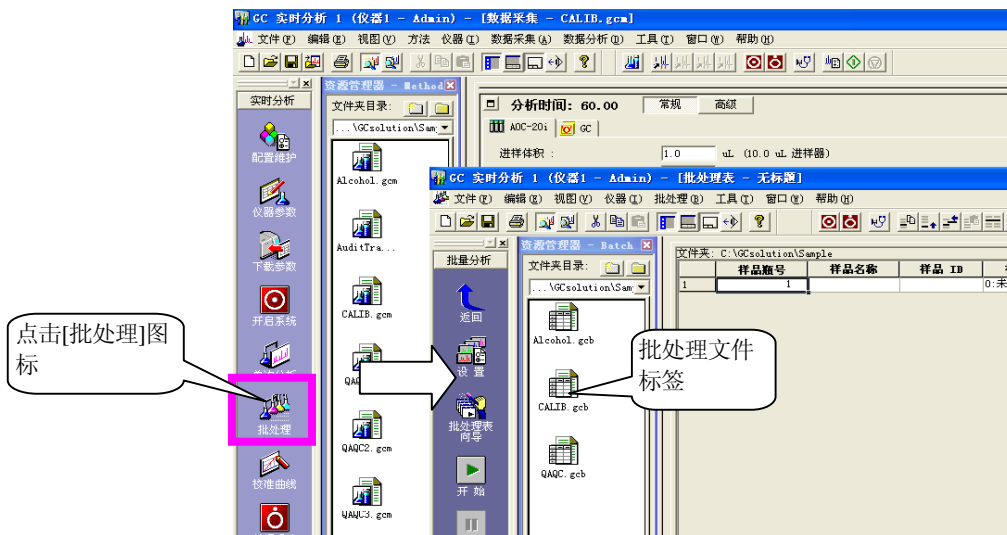 GC 实时分析 1 (仪器1 - Admin) - [数据采集 - CALIB.gcm]
文件(F) 编辑(E) 视图(V) 方法 仪器(I) 数据采集(A) 数据分析(D) 工具(T) 窗口(W) 帮助(H)
实时分析
配置维护
仪器参数
下载参数
开启系统
批处理
校准曲线
资源管理器 - Method
文件夹目录:
...\GCsolution\Sam
Alcohol.gcm
AuditTra...
CALIB.gcm
QAQC2.gcm
QAQC3.gcm
分析时间: 60.00 常规 高级
AOC-20i GC
进样体积 : 1.0 uL (10.0 uL 进样器)
点击[批处理]图
标
GC 实时分析 1 (仪器1 - Admin) - [批处理表 - 无标题]
文件(F) 编辑(E) 视图(V) 仪器(I) 批处理(B) 工具(T) 窗口(W) 帮助(H)
批量分析
返回
设 置
批处理表
向导
开 始
资源管理器 - Batch
文件夹目录:
...\GCsolution\Sam
Alcohol.gcb
CALIB.gcb
QAQC.gcb
文件夹: C:\GCsolution\Sample
样品瓶号 样品名称 样品 ID
1 1 0:未
批处理文件
标签